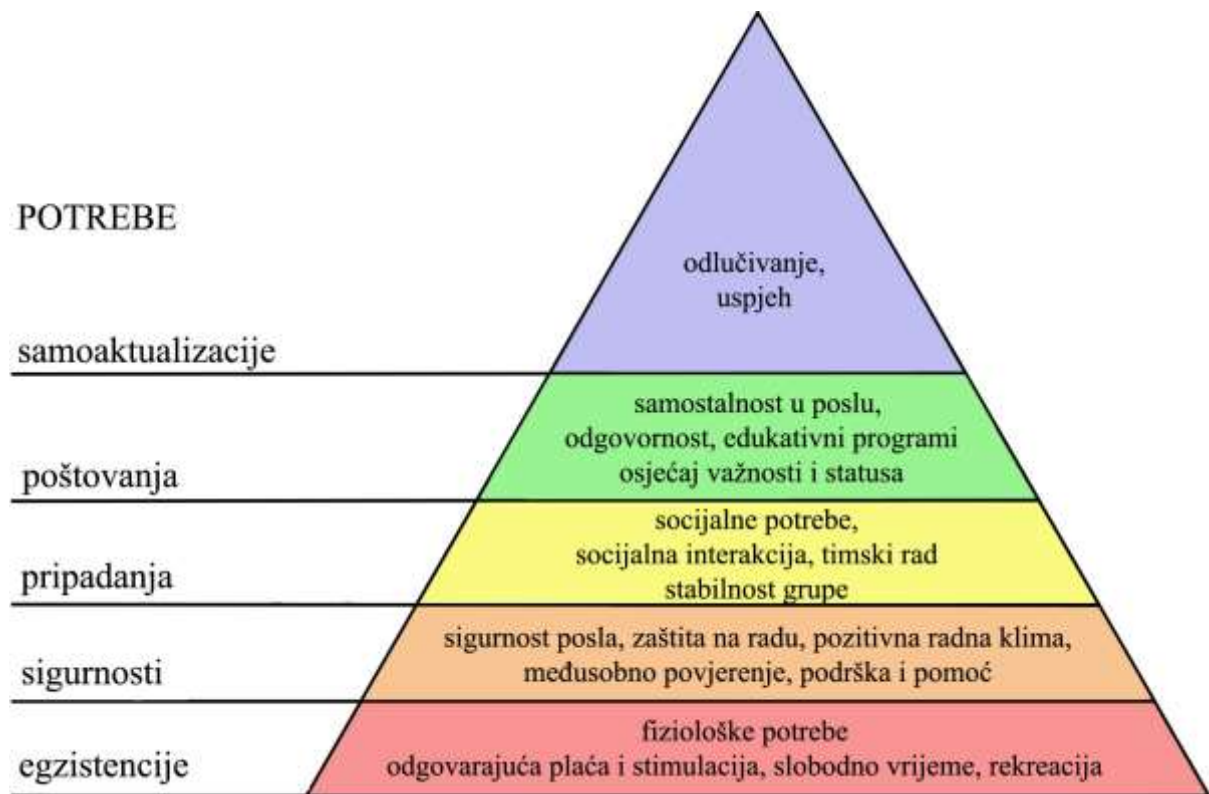 POTREBE
odlučivanje,
uspjeh
samoaktualizacije
samostalnost u poslu,
odgovornost, edukativni programi
osjećaj važnosti i statusa
poštovanja
socijalne potrebe,
socijalna interakcija, timski rad
stabilnost grupe
pripadanja
sigurnost posla, zaštita na radu, pozitivna radna klima,
međusobno povjerenje, podrška i pomoć
sigurnosti
fiziološke potrebe
odgovarajuća plaća i stimulacija, slobodno vrijeme, rekreacija
egzistencije